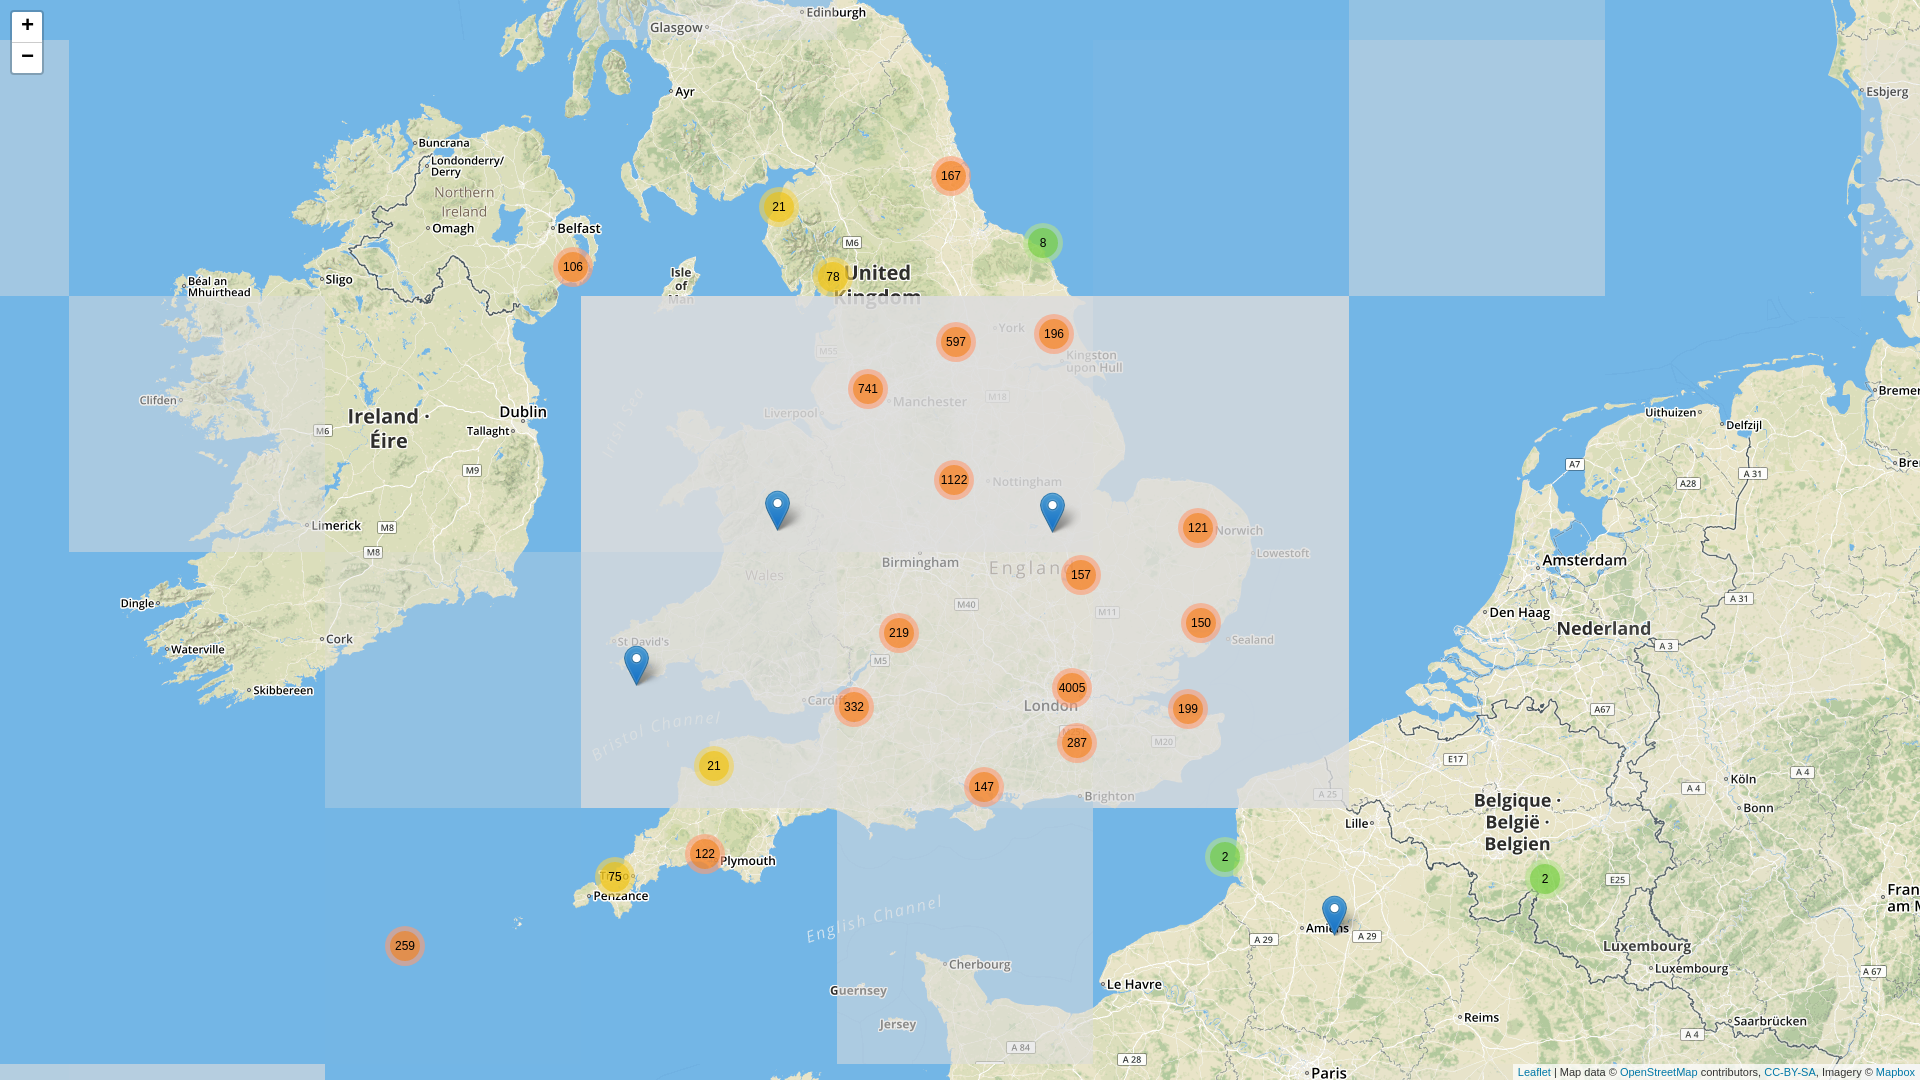 +
−
Edinburgh
Glasgow
Ayr
Esbjerg
Buncrana
Londonderry/
Derry
Northern
Ireland
Omagh
Belfast
167
21
8
M6
106
78
United
Kingdom
Isle
of
Man
Sligo
Béal an
Mhuirthead
597
York
196
M55
Kingston
upon Hull
741
Manchester
M18
Liverpool
Clifden
Irish Sea
Ireland ·
Éire
M6
Dublin
Tallaght
M9
Uithuizen
Delfzijl
A7
A 31
A28
1122
Nottingham
Limerick
M8
M8
121
Norwich
Lowestoft
Birmingham
Wales
157
Amsterdam
Dingle
M40
M11
A 31
Den Haag
Nederland
219
150
Sealand
St David's
Cork
Waterville
M5
A 3
Skibbereen
4005
London
199
A67
Cardiff
332
Bristol Channel
287
M20
E17
21
147
Brighton
A 25
A 4
Köln
A 4
Bonn
Belgique ·
België ·
Belgien
Lille
122
Plymouth
75
Penzance
2
2
E25
English Channel
Amiens
A 29
A 29
259
Luxembourg
Luxembourg
A 67
Cherbourg
Le Havre
Guernsey
Jersey
Reims
Saarbrücken
A 4
A 84
A 28
Paris
Leaflet | Map data © OpenStreetMap contributors, CC-BY-SA, Imagery © Mapbox